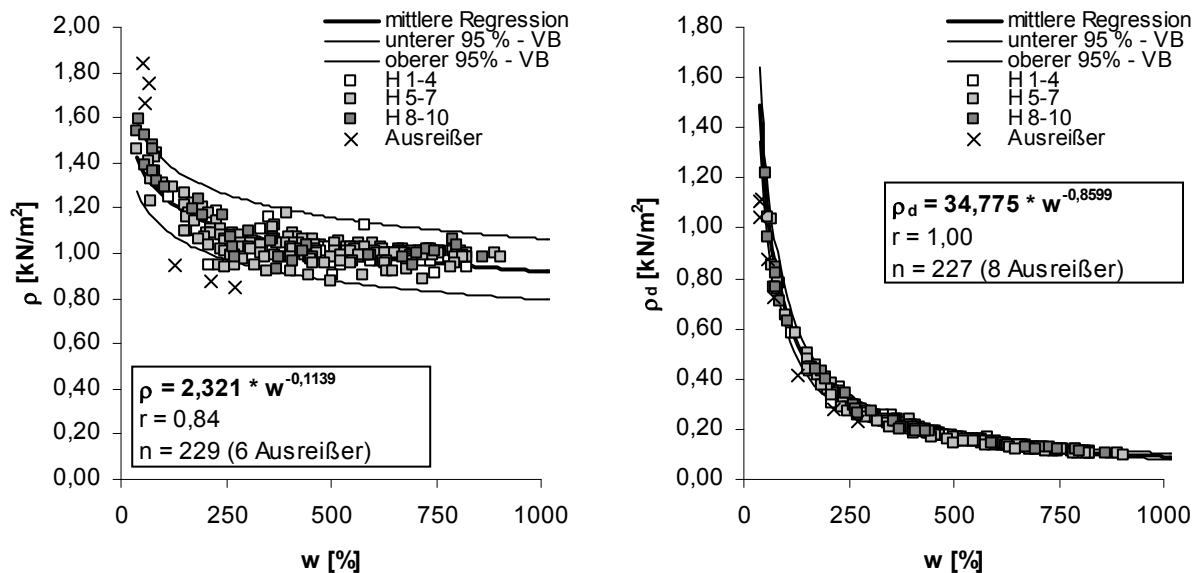 2,00
1,80
1,60
1,40
1,20
1,00
0,80
0,60
0,40
0,20
0,00
ρ [kN/m²]
mittlere Regression
unterer 95 % - VB
oberer 95% - VB
H 1-4
H 5-7
H 8-10
Ausreißer
ρ = 2,321 * w^-0,1139
r = 0,84
n = 229 (6 Ausreißer)
0 250 500 750 1000
w [%]
1,80
1,60
1,40
1,20
1,00
0,80
0,60
0,40
0,20
0,00
ρd [kN/m²]
mittlere Regression
unterer 95 % - VB
oberer 95% - VB
H 1-4
H 5-7
H 8-10
Ausreißer
ρd = 34,775 * w^-0,8599
r = 1,00
n = 227 (8 Ausreißer)
0 250 500 750 1000
w [%]